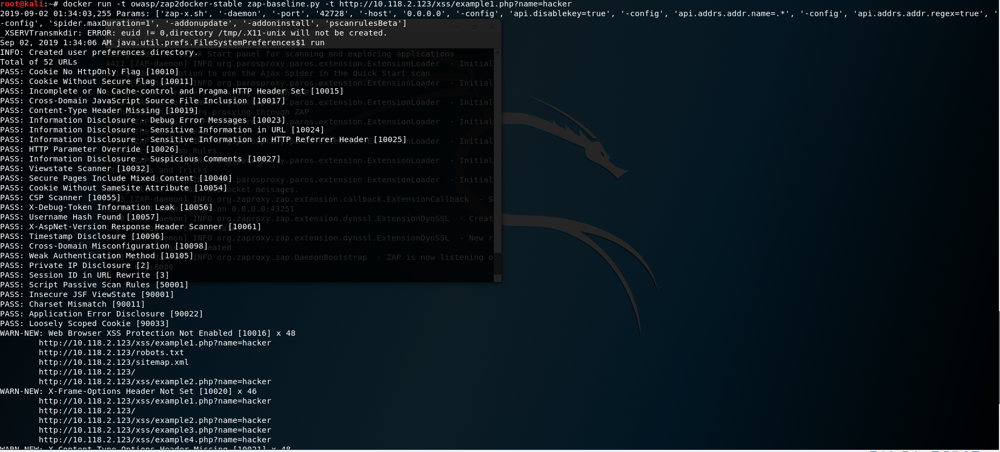 root@kali:~# docker run -t owasp/zap2docker-stable zap-baseline.py -t http://10.118.2.123/xss/example1.php?name=hacker
2019-09-02 01:34:03,255 Params: ['zap-x.sh', '-daemon', '-port', '42728', '-host', '0.0.0.0', '-config', 'api.disablekey=true', '-config', 'api.addrs.addr.name=.*', '-config', 'api.addrs.addr.regex=true', '
-config', 'spider.maxDuration=1', '-addonupdate', '-addoninstall', 'pscanrulesBeta']
_XSERVTransmkdir: ERROR: euid != 0,directory /tmp/.X11-unix will not be created.
Sep 02, 2019 1:34:06 AM java.util.prefs.FileSystemPreferences$1 run
INFO: Created user preferences directory.
Total of 52 URLs
PASS: Cookie No HttpOnly Flag [10010]
PASS: Cookie Without Secure Flag [10011]
PASS: Incomplete or No Cache-control and Pragma HTTP Header Set [10015]
PASS: Cross-Domain JavaScript Source File Inclusion [10017]
PASS: Content-Type Header Missing [10019]
PASS: Information Disclosure - Debug Error Messages [10023]
PASS: Information Disclosure - Sensitive Information in URL [10024]
PASS: Information Disclosure - Sensitive Information in HTTP Referrer Header [10025]
PASS: HTTP Parameter Override [10026]
PASS: Information Disclosure - Suspicious Comments [10027]
PASS: Viewstate Scanner [10032]
PASS: Secure Pages Include Mixed Content [10040]
PASS: Cookie Without SameSite Attribute [10054]
PASS: CSP Scanner [10055]
PASS: X-Debug-Token Information Leak [10056]
PASS: Username Hash Found [10057]
PASS: X-AspNet-Version Response Header Scanner [10061]
PASS: Timestamp Disclosure [10096]
PASS: Cross-Domain Misconfiguration [10098]
PASS: Weak Authentication Method [10105]
PASS: Private IP Disclosure [2]
PASS: Session ID in URL Rewrite [3]
PASS: Script Passive Scan Rules [50001]
PASS: Insecure JSF ViewState [90001]
PASS: Charset Mismatch [90011]
PASS: Application Error Disclosure [90022]
PASS: Loosely Scoped Cookie [90033]
WARN-NEW: Web Browser XSS Protection Not Enabled [10016] x 48
http://10.118.2.123/xss/example1.php?name=hacker
http://10.118.2.123/robots.txt
http://10.118.2.123/sitemap.xml
http://10.118.2.123/
http://10.118.2.123/xss/example2.php?name=hacker
WARN-NEW: X-Frame-Options Header Not Set [10020] x 46
http://10.118.2.123/xss/example1.php?name=hacker
http://10.118.2.123/
http://10.118.2.123/xss/example2.php?name=hacker
http://10.118.2.123/xss/example3.php?name=hacker
http://10.118.2.123/xss/example4.php?name=hacker
WARN-NEW: X-Content-Type-Options Header Missing [10021] x 48